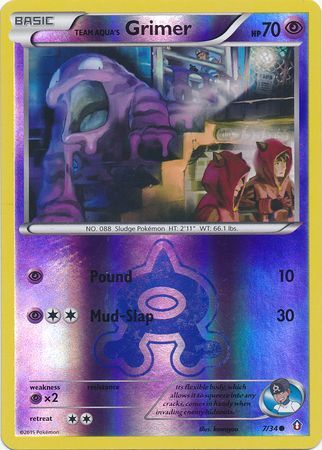 BASIC
TEAM AQUA'S Grimer HP 70
NO. 088 Sludge Pokémon HT: 2'11" WT: 66.1 lbs.
Pound 10
Mud-Slap 30
weakness resistance
×2
retreat
Its flexible body, which
allows it to squeeze into any
cracks, comes in handy when
invading enemy hideouts.
©2015 Pokémon
Illus. kawayoo
7/34